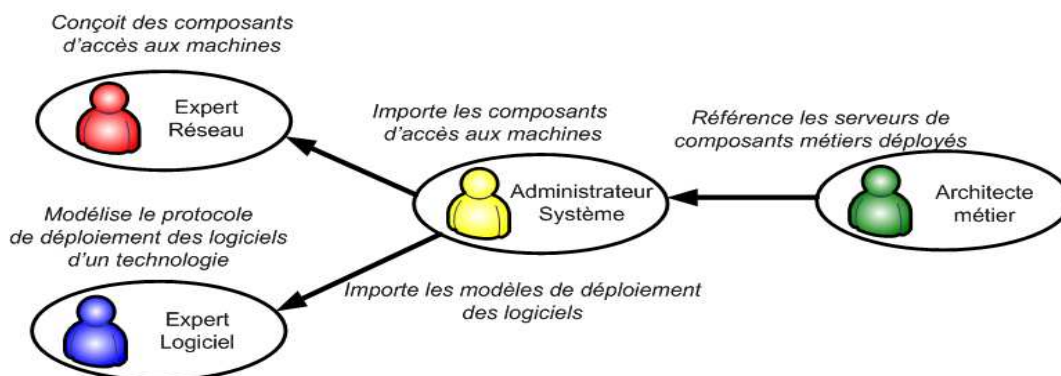 Conçoit des composants
d'accès aux machines
Expert
Réseau
Importe les composants
d'accès aux machines
Référence les serveurs de
composants métiers déployés
Administrateur
Système
Architecte
métier
Modélise le protocole
de déploiement des logiciels
d'un technologie
Importe les modèles de déploiement
des logiciels
Expert
Logiciel